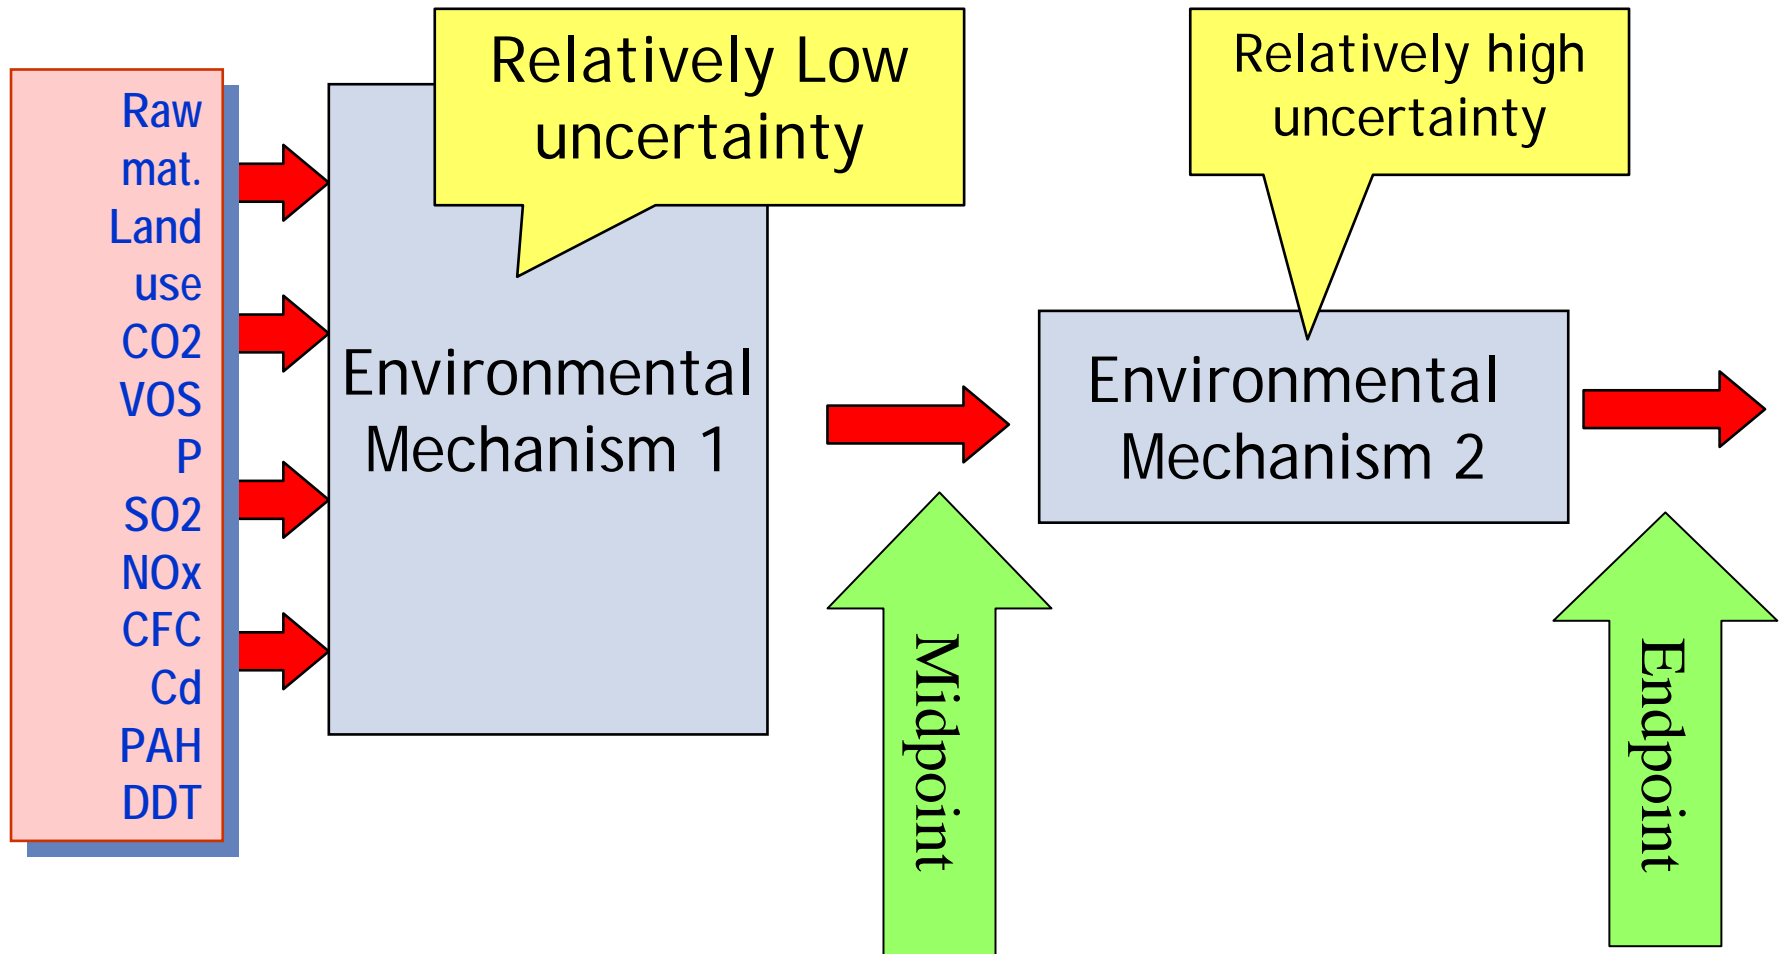 Raw
mat.
Land
use
CO2
VOS
P
SO2
NOx
CFC
Cd
PAH
DDT
Relatively Low
uncertainty
Environmental
Mechanism 1
Midpoint
Relatively high
uncertainty
Environmental
Mechanism 2
Endpoint